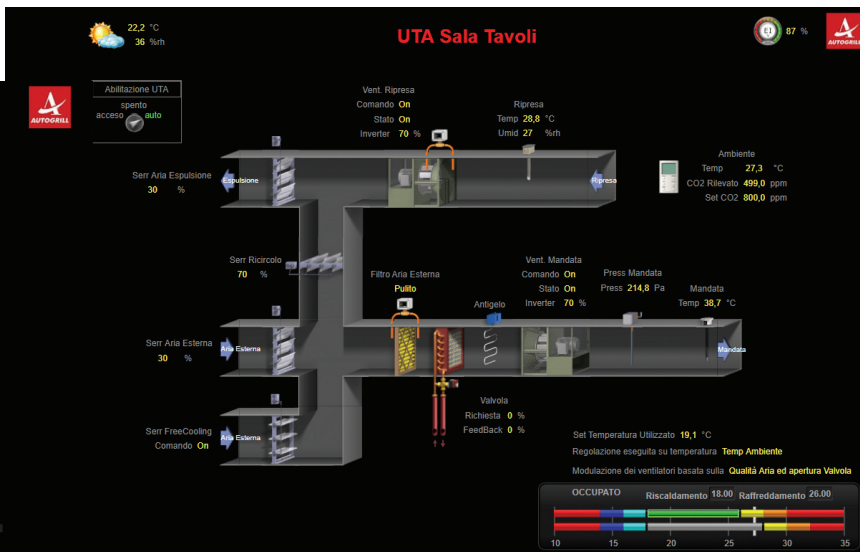 22,2 °C
36 %rh
UTA Sala Tavoli
EI
87 %
AUTOGRILL
AUTOGRILL
Abilitazione UTA
spento
acceso auto
Vent. Ripresa
Comando On
Stato On
Inverter 70 %
Ripresa
Temp 28,8 °C
Umid 27 %rh
Ambiente
Temp 27,3 °C
CO2 Rilevato 499,0 ppm
Set CO2 800,0 ppm
Serr Aria Espulsione
30 %
Espulsione
Ripresa
Serr Ricircolo
70 %
Filtro Aria Esterna
Pulito
Antigelo
Vent. Mandata
Comando On
Stato On
Inverter 70 %
Press Mandata
Press 214,8 Pa
Mandata
Temp 38,7 °C
Serr Aria Esterna
30 %
Aria Esterna
Mandata
Valvola
Richiesta 0 %
FeedBack 0 %
Serr FreeCooling
Comando On
Aria Esterna
Set Temperatura Utilizzato 19,1 °C
Regolazione eseguita su temperatura Temp Ambiente
Modulazione dei ventilatori basata sulla Qualità Aria ed apertura Valvola
OCCUPATO Riscaldamento 18.00 Raffreddamento 26.00
10 15 20 25 30 35